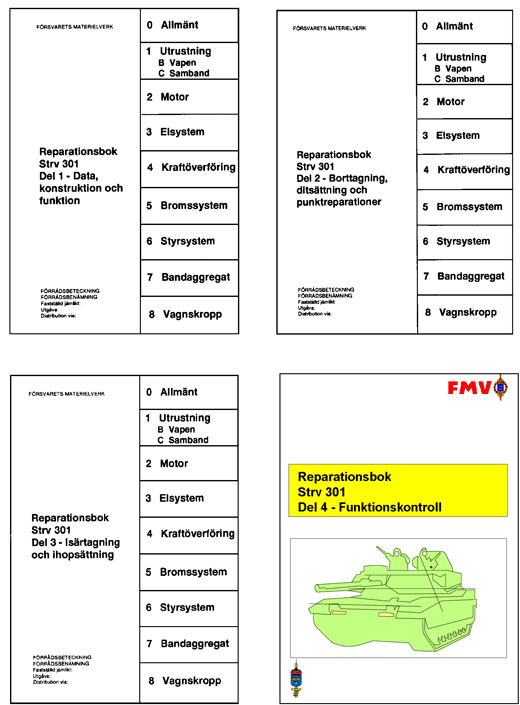 FÖRSVARETS MATERIELVERK
Reparationsbok
Strv 301
Del 1 - Data,
konstruktion och
funktion
FÖRRÅDSBETECKNING
FÖRRÅDSBENÄMNING
Fastställd jämlikt:
Utgåva:
Distribution via:
0 Allmänt
1 Utrustning
B Vapen
C Samband
2 Motor
3 Elsystem
4 Kraftöverföring
5 Bromssystem
6 Styrsystem
7 Bandaggregat
8 Vagnskropp
FÖRSVARETS MATERIELVERK
Reparationsbok
Strv 301
Del 2 - Borttagning,
ditsättning och
punktreparationer
FÖRRÅDSBETECKNING
FÖRRÅDSBENÄMNING
Fastställd jämlikt:
Utgåva:
Distribution via:
0 Allmänt
1 Utrustning
B Vapen
C Samband
2 Motor
3 Elsystem
4 Kraftöverföring
5 Bromssystem
6 Styrsystem
7 Bandaggregat
8 Vagnskropp
FÖRSVARETS MATERIELVERK
Reparationsbok
Strv 301
Del 3 - Isärtagning
och ihopsättning
FÖRRÅDSBETECKNING
FÖRRÅDSBENÄMNING
Fastställd jämlikt:
Utgåva:
Distribution via:
0 Allmänt
1 Utrustning
B Vapen
C Samband
2 Motor
3 Elsystem
4 Kraftöverföring
5 Bromssystem
6 Styrsystem
7 Bandaggregat
8 Vagnskropp
FMV
Reparationsbok
Strv 301
Del 4 - Funktionskontroll